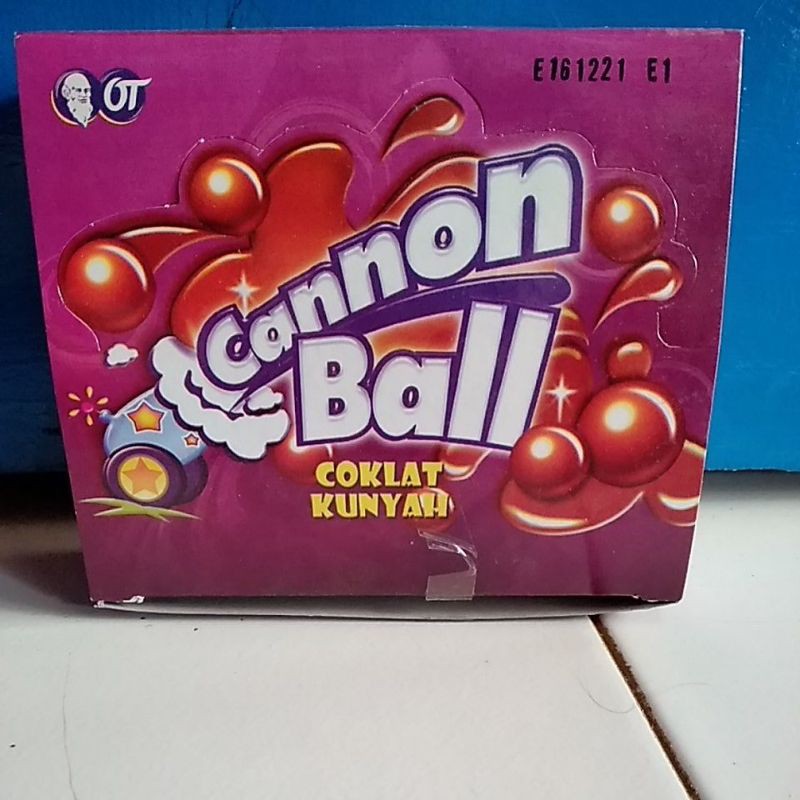 OT
E161221 E1
Cannon
Ball
COKLAT
KUNYAH